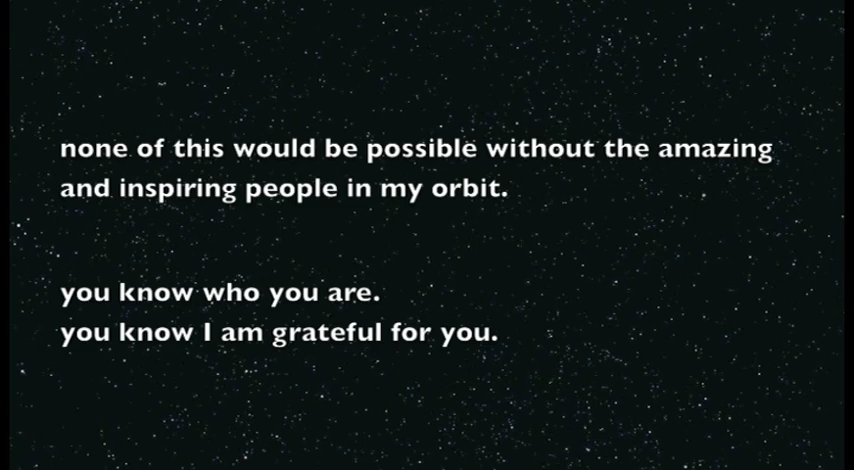 none of this would be possible without the amazing
and inspiring people in my orbit.
you know who you are.
you know I am grateful for you.